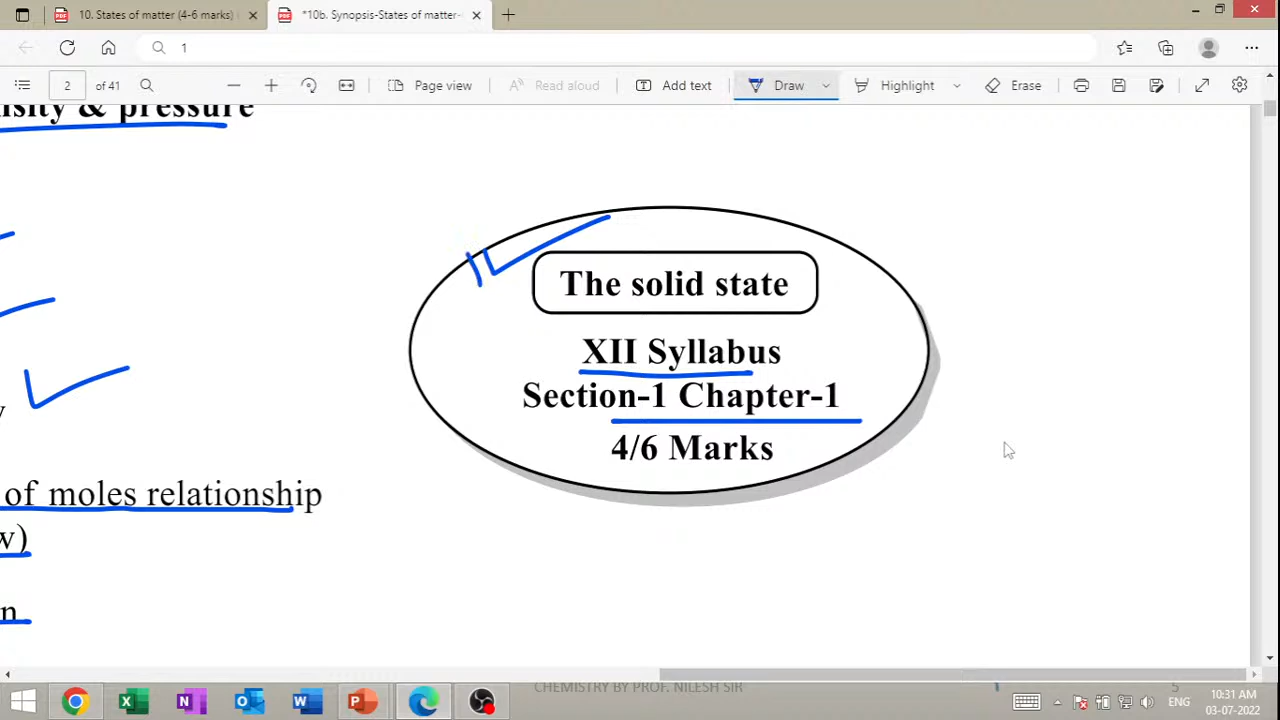 10. States of matter (4-6 marks)
*10b. Synopsis-States of matter-
1
2 of 41
Page view
Read aloud
Add text
Draw
Highlight
Erase
& pressure
The solid state
XII Syllabus
Section-1 Chapter-1
4/6 Marks
of moles relationship
CHEMISTRY BY PROF. NILESH SIR
5
ENG
10:31 AM
03-07-2022